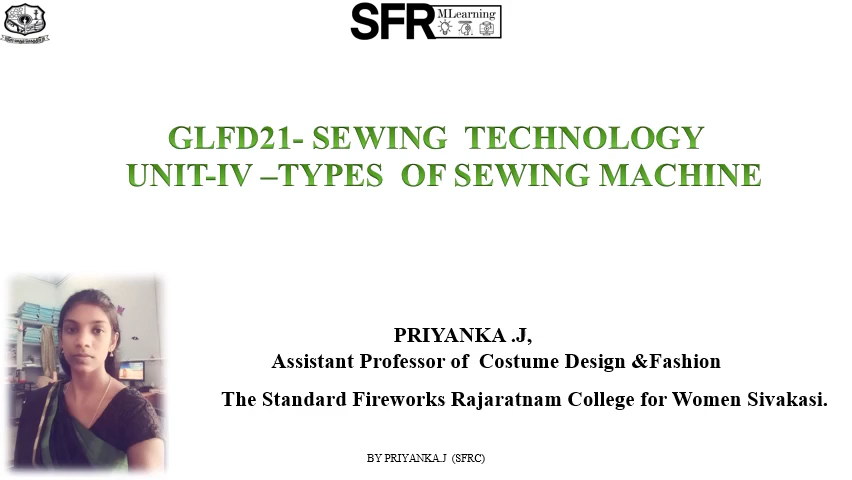 SFR MLearning
GLFD21- SEWING TECHNOLOGY
UNIT-IV –TYPES OF SEWING MACHINE
PRIYANKA .J,
Assistant Professor of Costume Design &Fashion
The Standard Fireworks Rajaratnam College for Women Sivakasi.
BY PRIYANKA.J (SFRC)